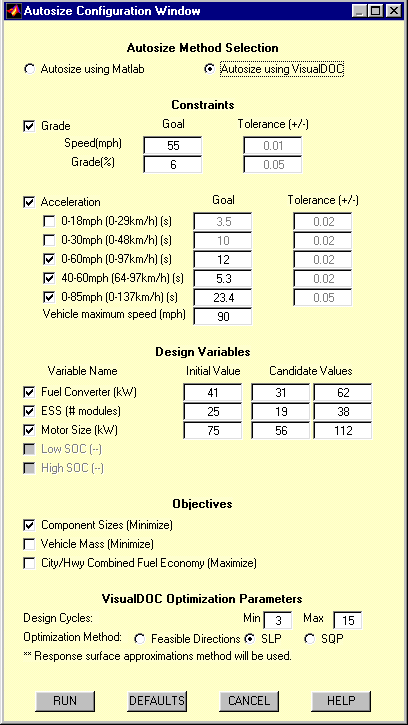 Autosize Configuration Window
Autosize Method Selection
Autosize using Matlab Autosize using VisualDOC
Constraints
Grade Goal Tolerance (+/-)
Speed(mph) 55 0.01
Grade(%) 6 0.05
Acceleration Goal Tolerance (+/-)
0-18mph (0-29km/h) (s) 3.5 0.02
0-30mph (0-48km/h) (s) 10 0.02
0-60mph (0-97km/h) (s) 12 0.02
40-60mph (64-97km/h) (s) 5.3 0.02
0-85mph (0-137km/h) (s) 23.4 0.05
Vehicle maximum speed (mph) 90
Design Variables
Variable Name Initial Value Candidate Values
Fuel Converter (kW) 41 31 62
ESS (# modules) 25 19 38
Motor Size (kW) 75 56 112
Low SOC (--)
High SOC (--)
Objectives
Component Sizes (Minimize)
Vehicle Mass (Minimize)
City/Hwy Combined Fuel Economy (Maximize)
VisualDOC Optimization Parameters
Design Cycles: Min 3 Max 15
Optimization Method: Feasible Directions SLP SQP
** Response surface approximations method will be used.
RUN DEFAULTS CANCEL HELP